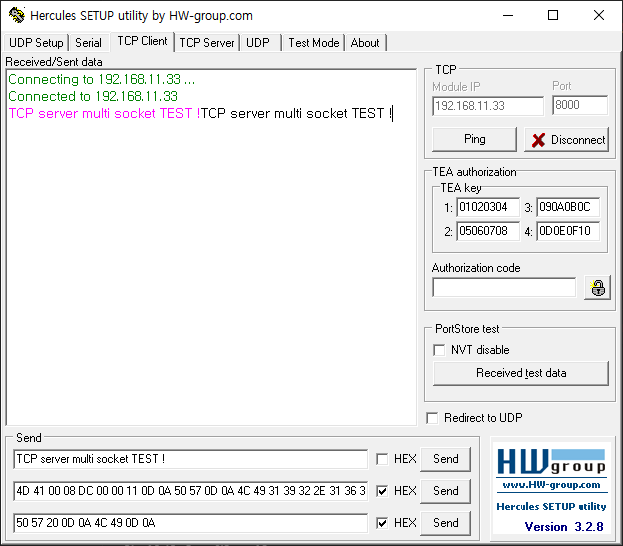 Hercules SETUP utility by HW-group.com
UDP Setup Serial TCP Client TCP Server UDP Test Mode About
Received/Sent data
Connecting to 192.168.11.33 ...
Connected to 192.168.11.33
TCP server multi socket TEST !TCP server multi socket TEST !
TCP
Module IP Port
192.168.11.33 8000
Ping Disconnect
TEA authorization
TEA key
1: 01020304 3: 090A0B0C
2: 05060708 4: 0D0E0F10
Authorization code
PortStore test
NVT disable
Received test data
Redirect to UDP
Send
TCP server multi socket TEST ! HEX Send
4D 41 00 08 DC 00 00 11 0D 0A 50 57 0D 0A 4C 49 31 39 32 2E 31 36 3 HEX Send
50 57 20 0D 0A 4C 49 0D 0A HEX Send
HW group
www.HW-group.com
Hercules SETUP utility
Version 3.2.8